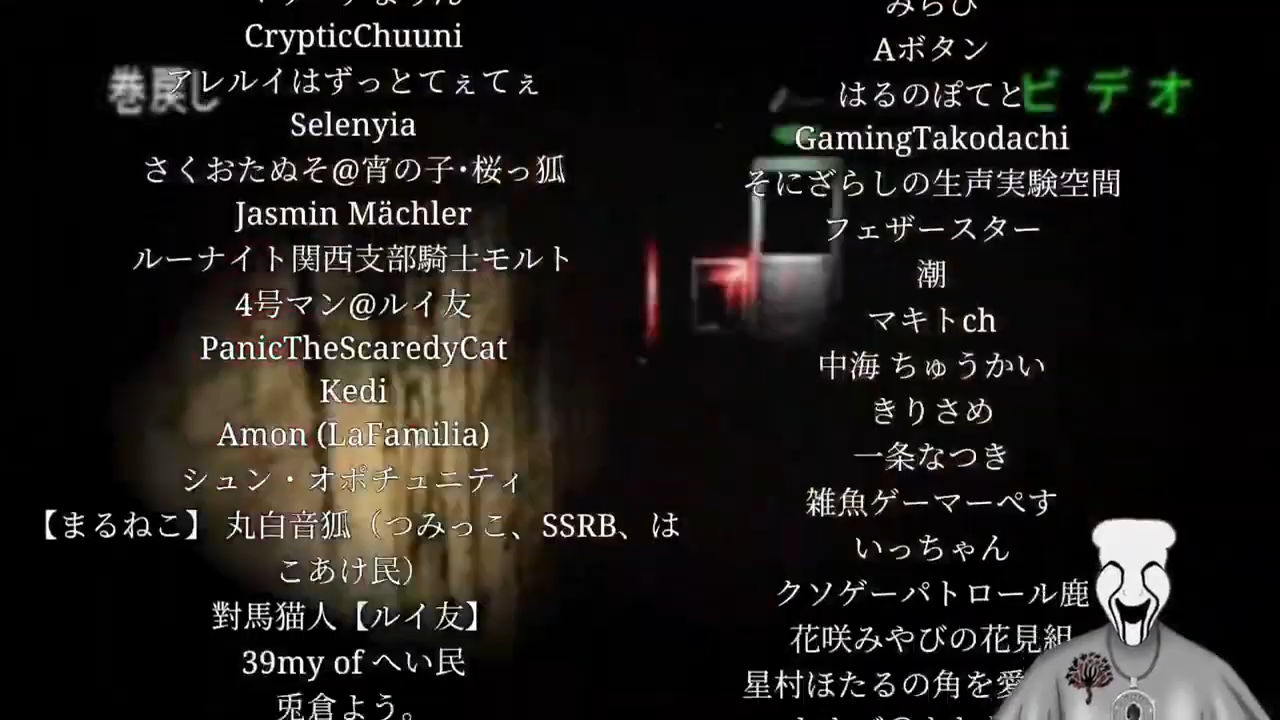 CrypticChuuni
アレルイはずっとてぇてぇ
Selenyia
さくおたぬそ@宵の子･桜っ狐
Jasmin Mächler
ルーナイト関西支部騎士モルト
4号マン@ルイ友
PanicTheScaredyCat
Kedi
Amon (LaFamilia)
シュン・オポチュニティ
【まるねこ】 丸白音狐（つみっこ、SSRB、は
こあけ民）
對馬猫人【ルイ友】
39my of へい民
兎倉よう。
みらび
Aボタン
はるのぽてと
GamingTakodachi
そにざらしの生声実験空間
フェザースター
潮
マキトch
中海 ちゅうかい
きりさめ
一条なつき
雑魚ゲーマーぺす
いっちゃん
クソゲーパトロール鹿
花咲みやびの花見組
星村ほたるの角を愛
巻戻し
ビデオ